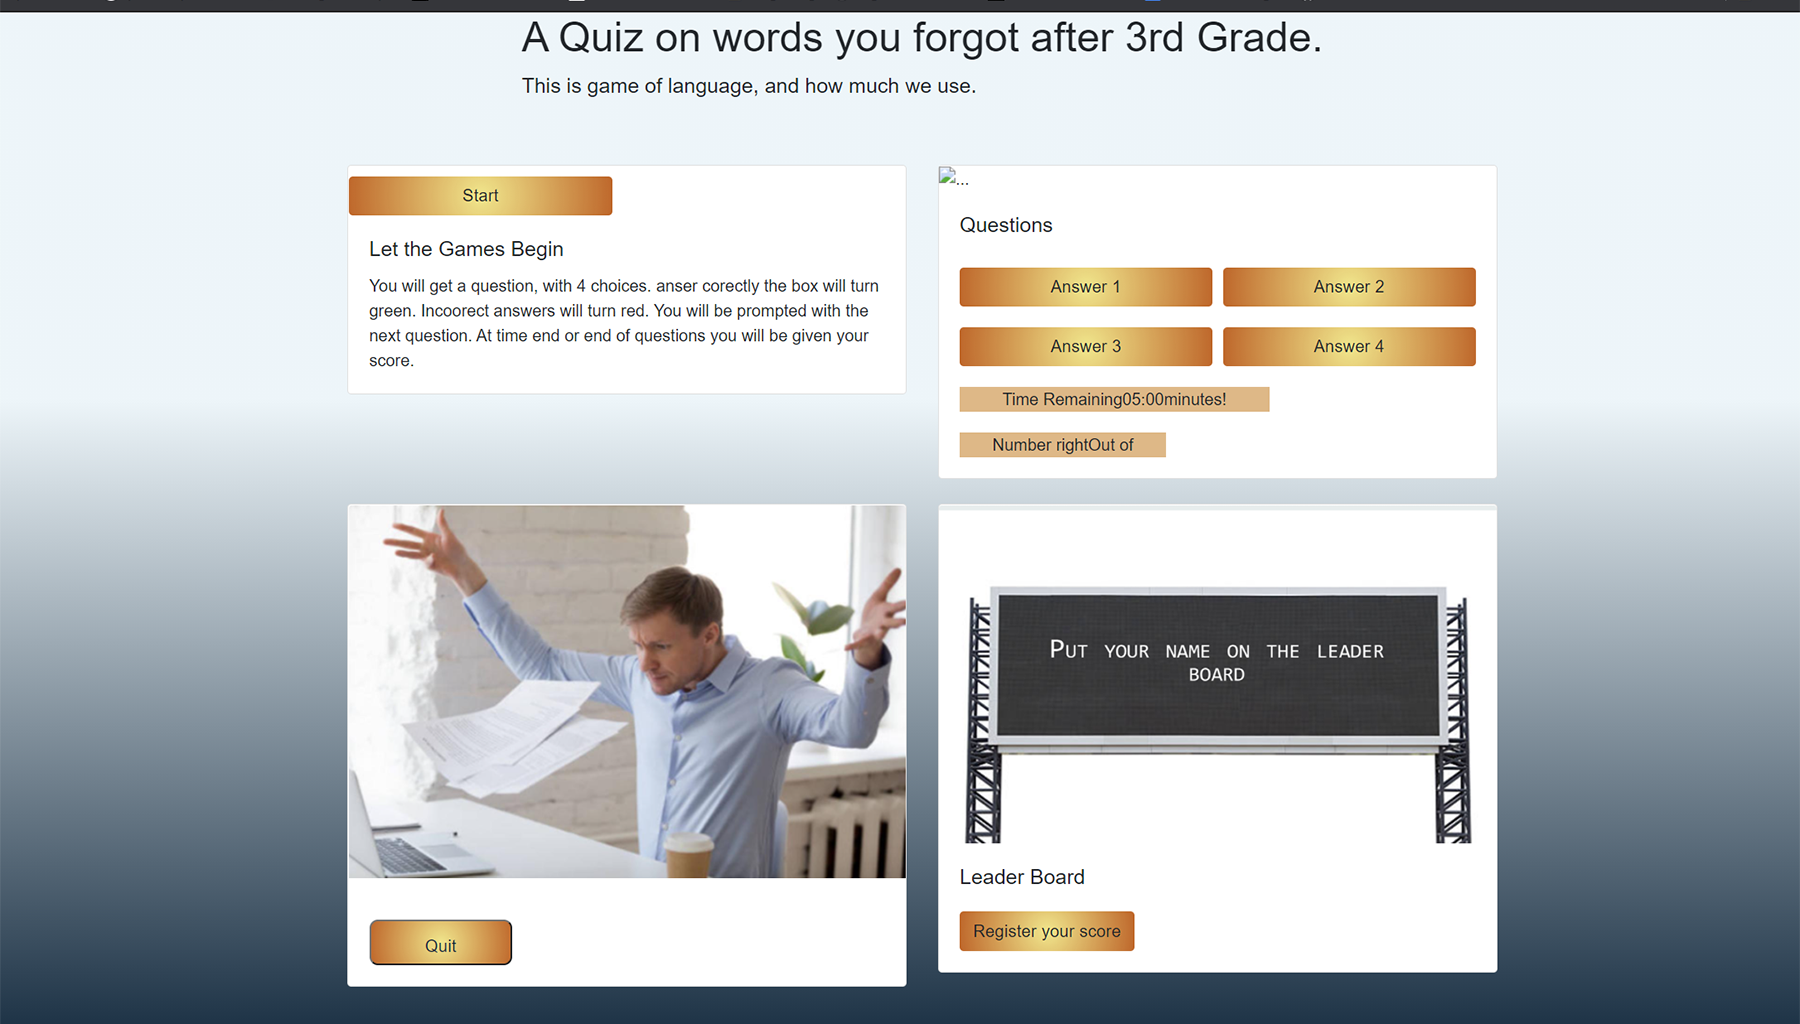 A Quiz on words you forgot after 3rd Grade.
This is game of language, and how much we use.
Start
Let the Games Begin
You will get a question, with 4 choices. anser corectly the box will turn
green. Incoorect answers will turn red. You will be prompted with the
next question. At time end or end of questions you will be given your
score.
...
Questions
Answer 1
Answer 2
Answer 3
Answer 4
Time Remaining05:00minutes!
Number rightOut of
Quit
Put your name on the leader
board
Leader Board
Register your score